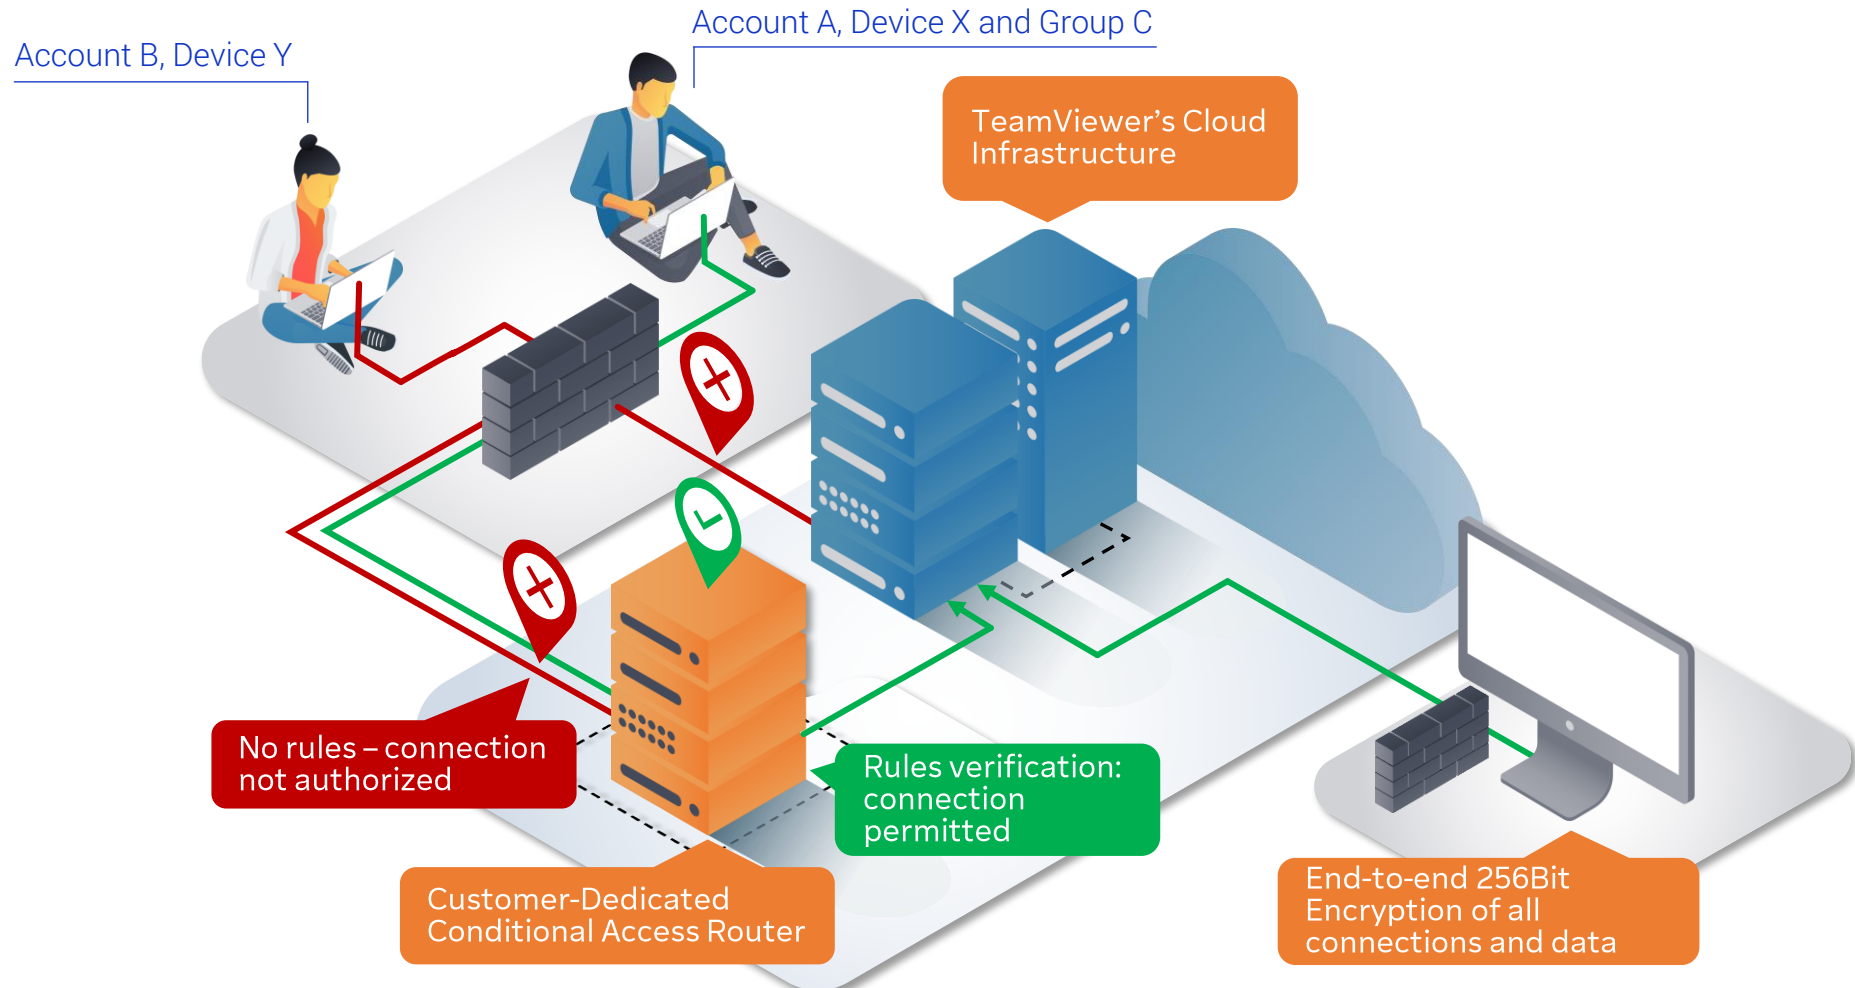 Account A, Device X and Group C
Account B, Device Y
TeamViewer’s Cloud
Infrastructure
No rules – connection
not authorized
Rules verification:
connection
permitted
Customer-Dedicated
Conditional Access Router
End-to-end 256Bit
Encryption of all
connections and data